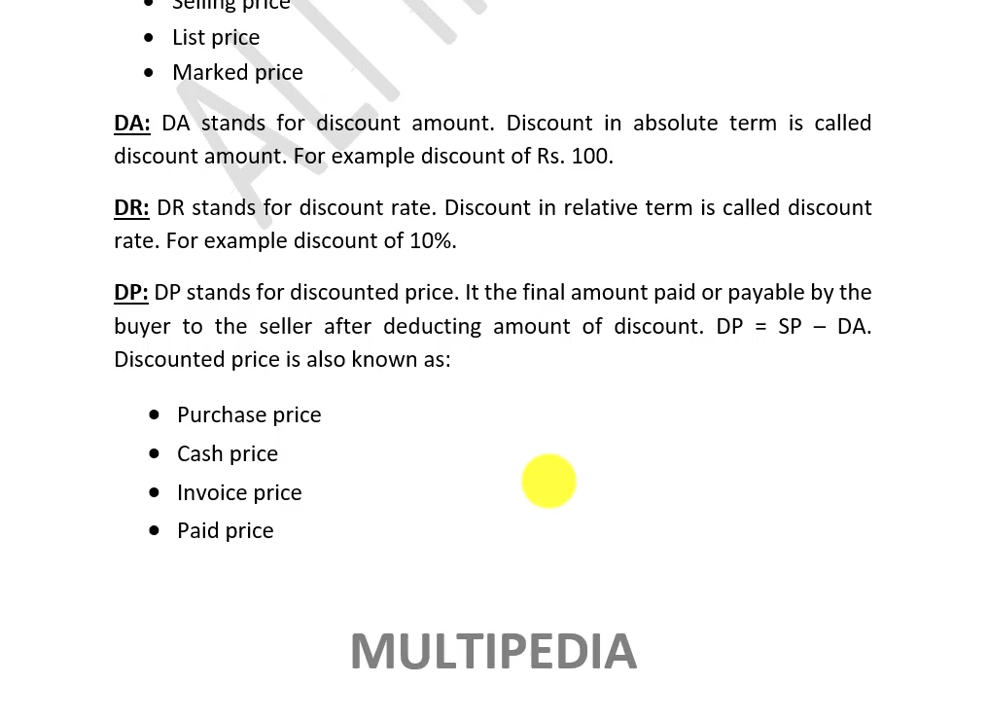 • Selling price
• List price
• Marked price
DA: DA stands for discount amount. Discount in absolute term is called
discount amount. For example discount of Rs. 100.
DR: DR stands for discount rate. Discount in relative term is called discount
rate. For example discount of 10%.
DP: DP stands for discounted price. It the final amount paid or payable by the
buyer to the seller after deducting amount of discount. DP = SP – DA.
Discounted price is also known as:
• Purchase price
• Cash price
• Invoice price
• Paid price
MULTIPEDIA